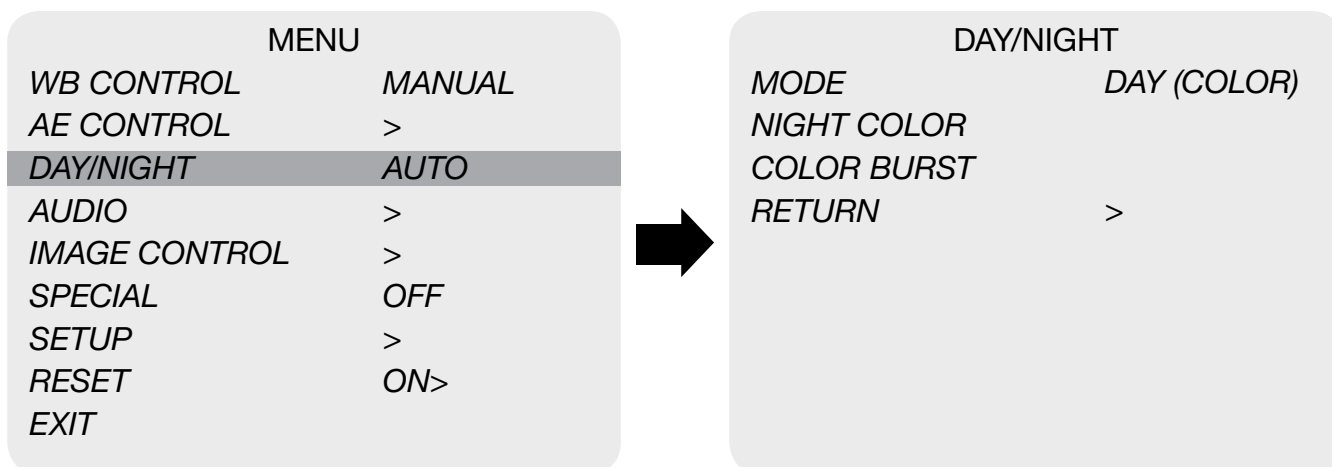 MENU
WB CONTROL MANUAL
AE CONTROL >
DAY/NIGHT AUTO
AUDIO >
IMAGE CONTROL >
SPECIAL OFF
SETUP >
RESET ON>
EXIT
DAY/NIGHT
MODE DAY (COLOR)
NIGHT COLOR
COLOR BURST
RETURN >